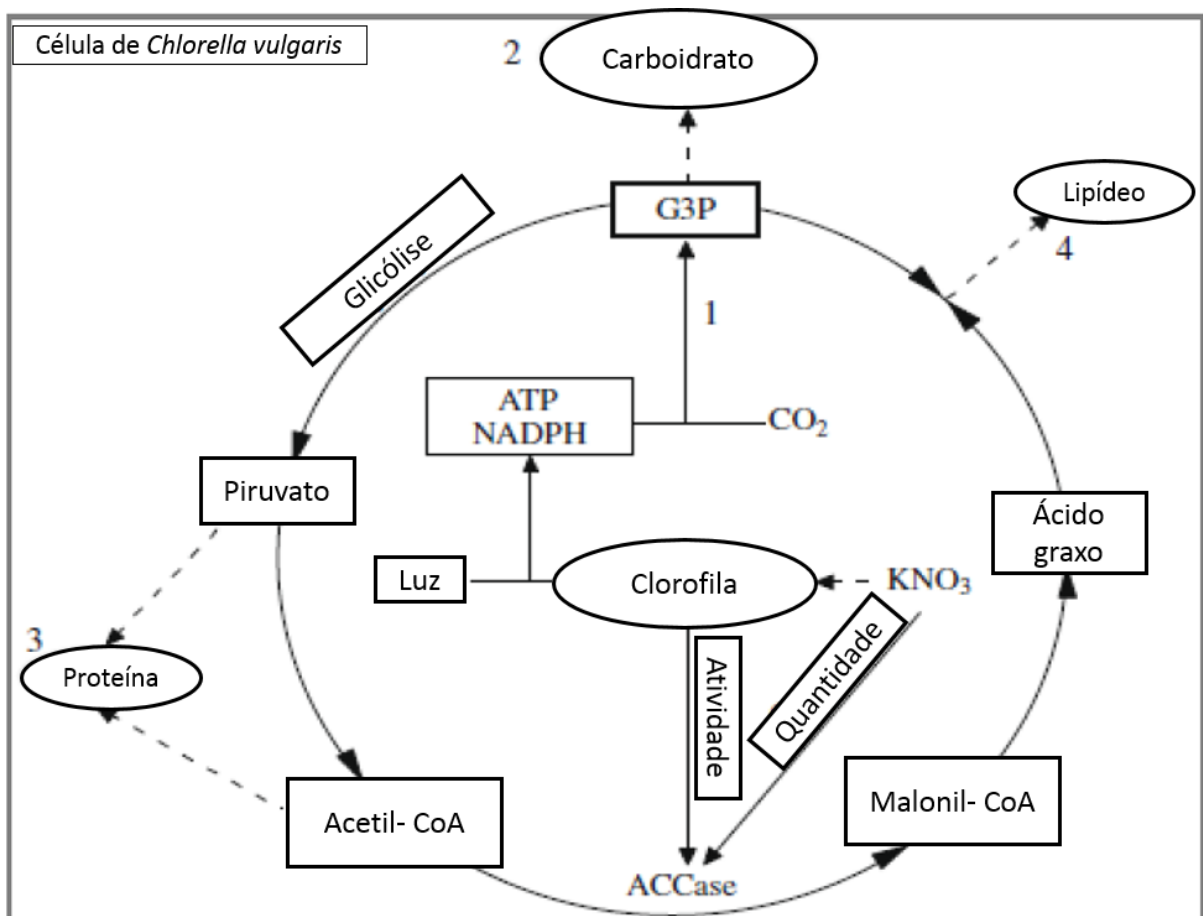 Célula de Chlorella vulgaris
2
Carboidrato
G3P
Lipídeo
4
Glicólise
1
ATP
NADPH
CO₂
Piruvato
Ácido
graxo
Luz
Clorofila
KNO₃
3
Proteína
Atividade
Quantidade
Acetil- CoA
Malonil- CoA
ACCase